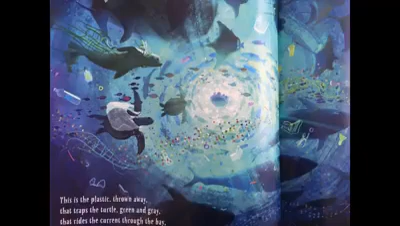 This is the plastic, thrown away,
that traps the turtle, green and gray,
that rides the current through the bay,